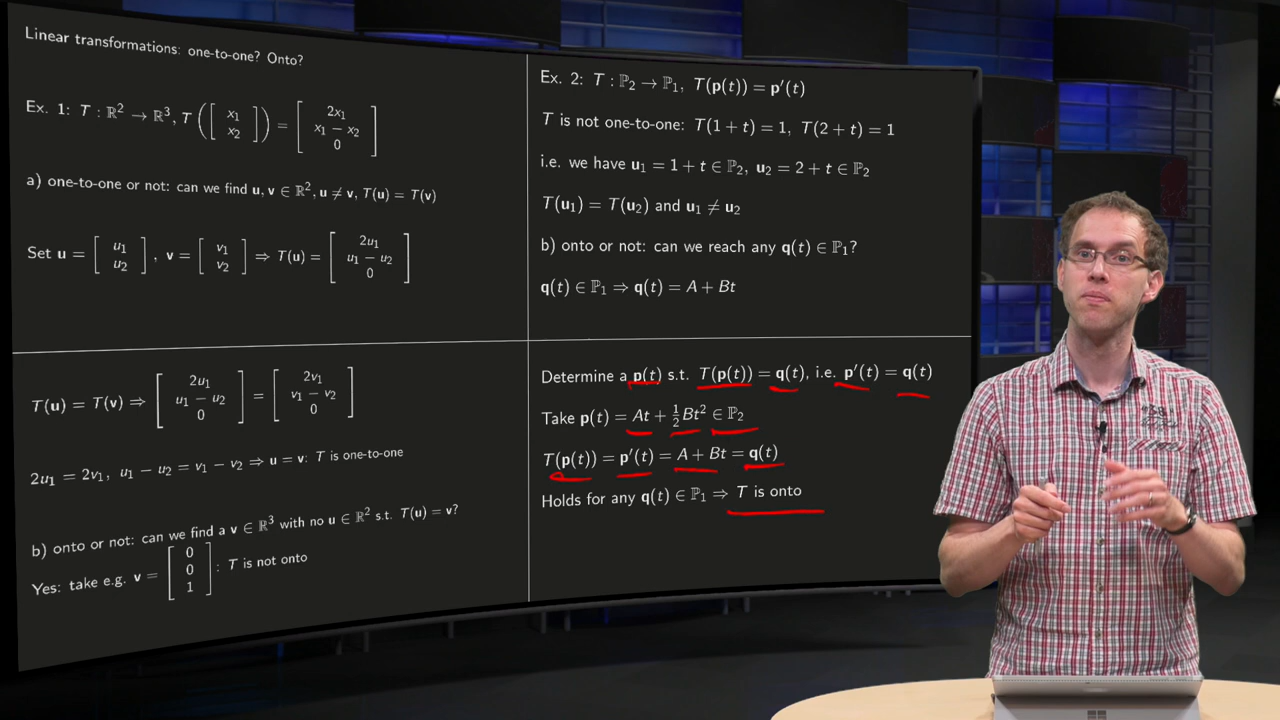 Linear transformations: one-to-one? Onto?
Ex. 1: T : ℝ² → ℝ³, T([x₁; x₂]) = [2x₁; x₁ − x₂; 0]
a) one-to-one or not: can we find u, v ∈ ℝ², u ≠ v, T(u) = T(v)
Set u = [u₁; u₂], v = [v₁; v₂] ⇒ T(u) = [2u₁; u₁ − u₂; 0]
T(u) = T(v) ⇒ [2u₁; u₁ − u₂; 0] = [2v₁; v₁ − v₂; 0]
2u₁ = 2v₁, u₁ − u₂ = v₁ − v₂ ⇒ u = v: T is one-to-one
b) onto or not: can we find a v ∈ ℝ³ with no u ∈ ℝ² s.t. T(u) = v?
Yes: take e.g. v = [0; 0; 1] : T is not onto
Ex. 2: T : ℙ₂ → ℙ₁, T(p(t)) = p′(t)
T is not one-to-one: T(1 + t) = 1, T(2 + t) = 1
i.e. we have u₁ = 1 + t ∈ ℙ₂, u₂ = 2 + t ∈ ℙ₂
T(u₁) = T(u₂) and u₁ ≠ u₂
b) onto or not: can we reach any q(t) ∈ ℙ₁?
q(t) ∈ ℙ₁ ⇒ q(t) = A + Bt
Determine a p(t) s.t. T(p(t)) = q(t), i.e. p′(t) = q(t)
Take p(t) = At + ½Bt² ∈ ℙ₂
T(p(t)) = p′(t) = A + Bt = q(t)
Holds for any q(t) ∈ ℙ₁ ⇒ T is onto